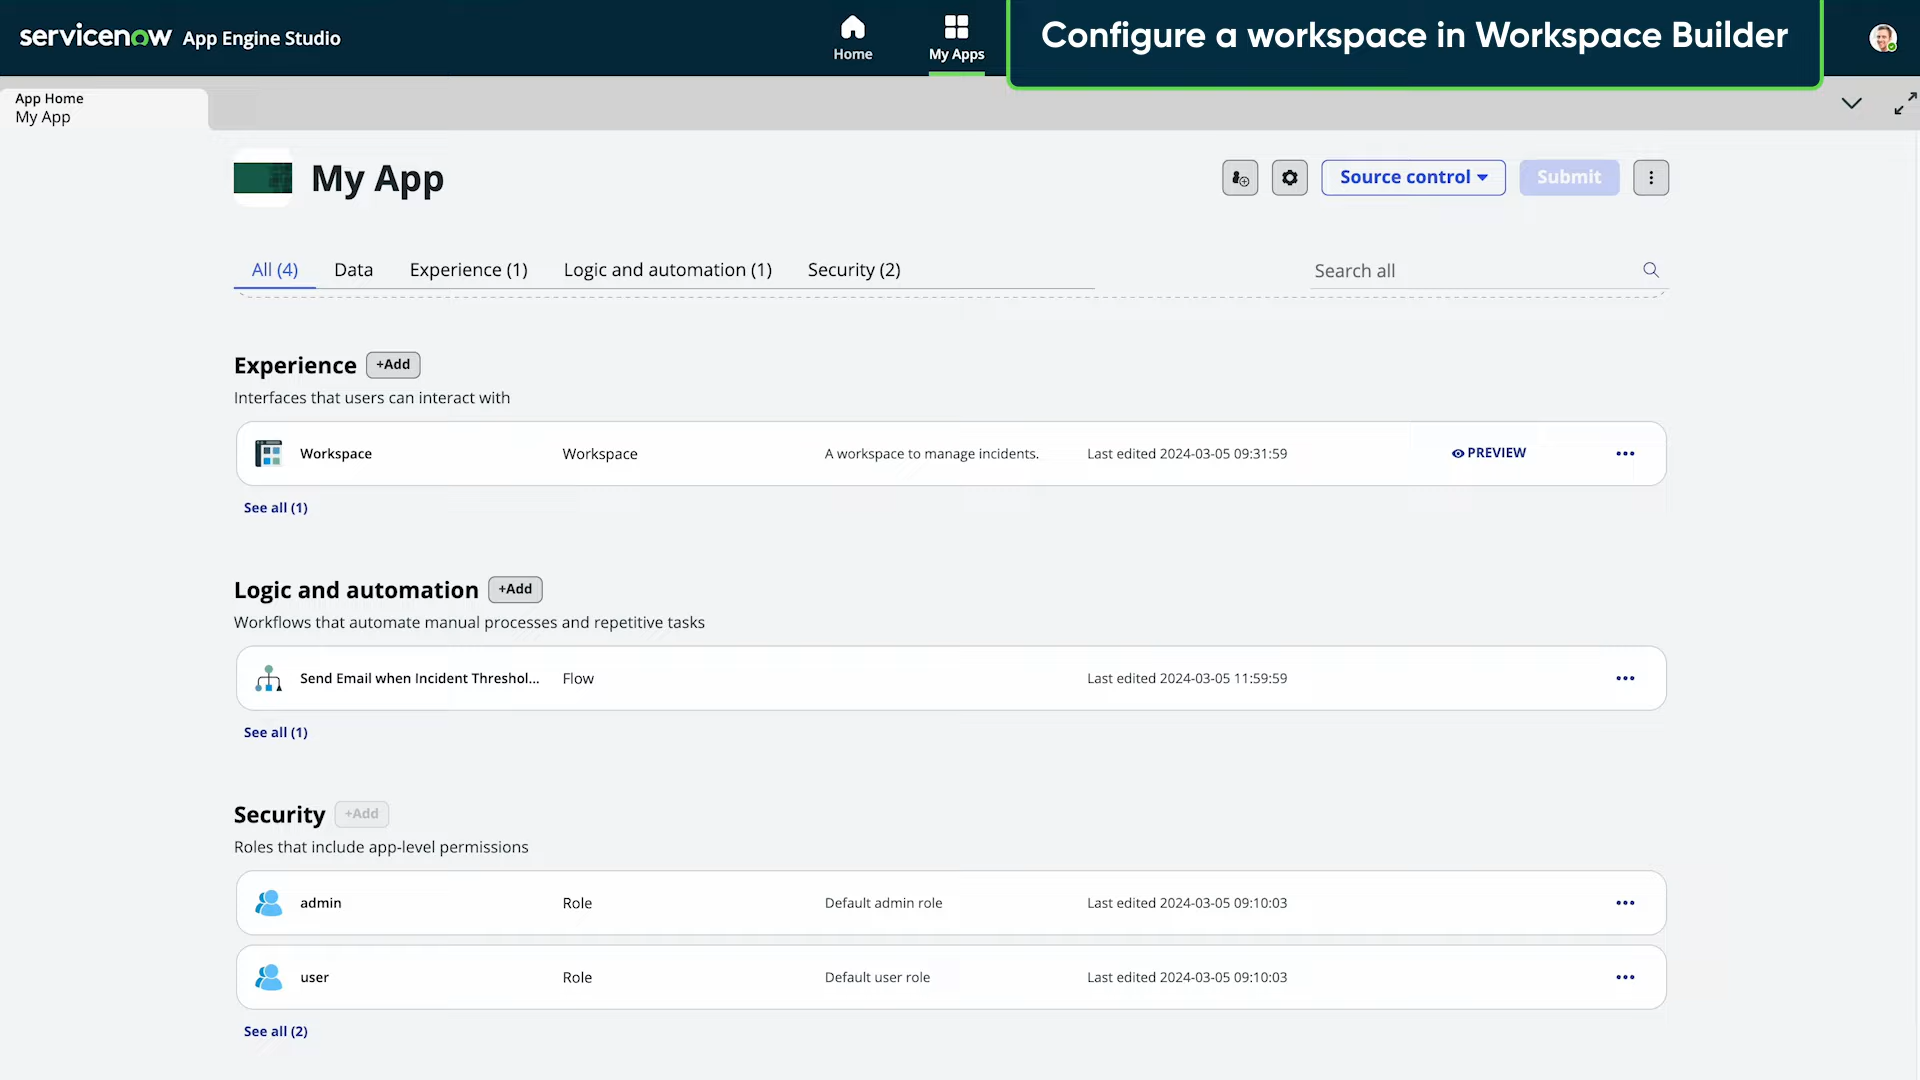 servicenow App Engine Studio
Home
My Apps
Configure a workspace in Workspace Builder
App Home
My App
My App
Source control
Submit
All (4)
Data
Experience (1)
Logic and automation (1)
Security (2)
Search all
Experience
+Add
Interfaces that users can interact with
Workspace
Workspace
A workspace to manage incidents.
Last edited 2024-03-05 09:31:59
PREVIEW
See all (1)
Logic and automation
+Add
Workflows that automate manual processes and repetitive tasks
Send Email when Incident Threshol...
Flow
Last edited 2024-03-05 11:59:59
See all (1)
Security
+Add
Roles that include app-level permissions
admin
Role
Default admin role
Last edited 2024-03-05 09:10:03
user
Role
Default user role
Last edited 2024-03-05 09:10:03
See all (2)